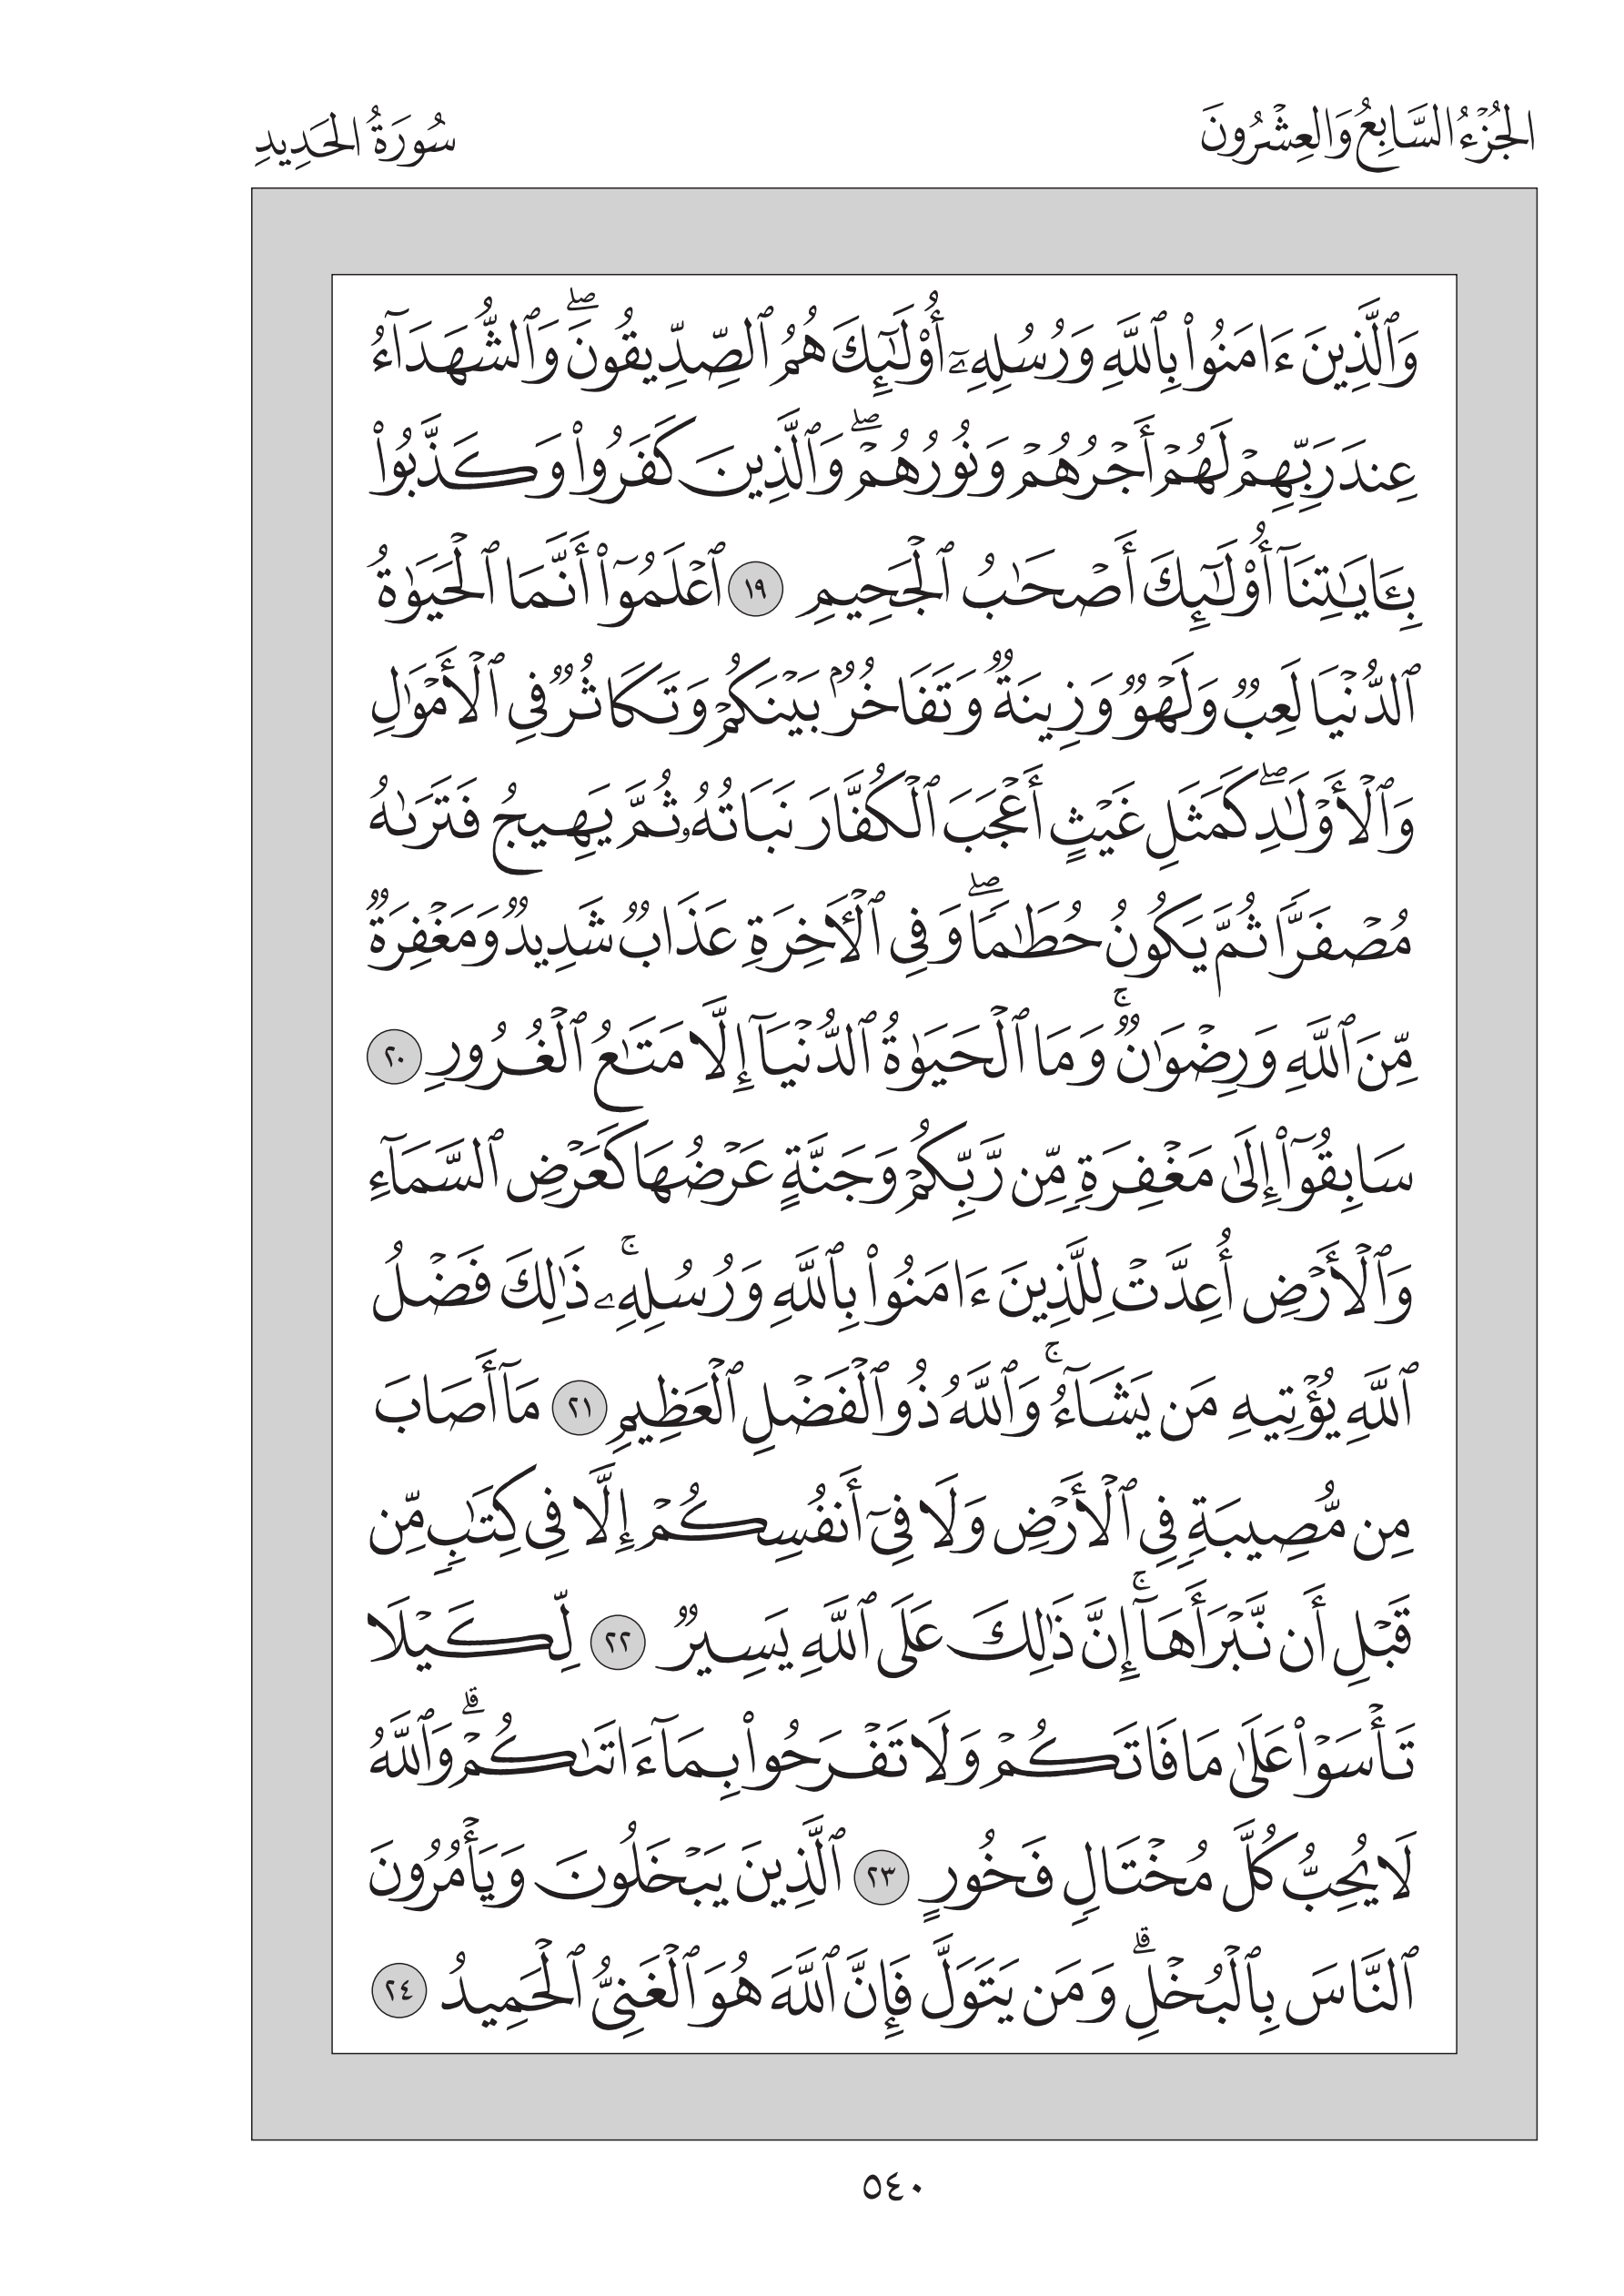 الجُزْءُ السَّابِعُ وَالعِشْرُونَ
سُورَةُ الحَدِيدِ
وَٱلَّذِينَ ءَامَنُوا۟ بِٱللَّهِ وَرُسُلِهِۦٓ أُو۟لَـٰٓئِكَ هُمُ ٱلصِّدِّيقُونَ ۖ وَٱلشُّهَدَآءُ
عِندَ رَبِّهِمْ لَهُمْ أَجْرُهُمْ وَنُورُهُمْ ۖ وَٱلَّذِينَ كَفَرُوا۟ وَكَذَّبُوا۟
بِـَٔايَـٰتِنَآ أُو۟لَـٰٓئِكَ أَصْحَـٰبُ ٱلْجَحِيمِ ١٩ ٱعْلَمُوٓا۟ أَنَّمَا ٱلْحَيَوٰةُ
ٱلدُّنْيَا لَعِبٌ وَلَهْوٌ وَزِينَةٌ وَتَفَاخُرٌۢ بَيْنَكُمْ وَتَكَاثُرٌ فِى ٱلْأَمْوَٰلِ
وَٱلْأَوْلَـٰدِ ۖ كَمَثَلِ غَيْثٍ أَعْجَبَ ٱلْكُفَّارَ نَبَاتُهُۥ ثُمَّ يَهِيجُ فَتَرَىٰهُ
مُصْفَرًّا ثُمَّ يَكُونُ حُطَـٰمًا ۖ وَفِى ٱلْـَٔاخِرَةِ عَذَابٌ شَدِيدٌ وَمَغْفِرَةٌ
مِّنَ ٱللَّهِ وَرِضْوَٰنٌ ۚ وَمَا ٱلْحَيَوٰةُ ٱلدُّنْيَآ إِلَّا مَتَـٰعُ ٱلْغُرُورِ ٢٠
سَابِقُوٓا۟ إِلَىٰ مَغْفِرَةٍ مِّن رَّبِّكُمْ وَجَنَّةٍ عَرْضُهَا كَعَرْضِ ٱلسَّمَآءِ
وَٱلْأَرْضِ أُعِدَّتْ لِلَّذِينَ ءَامَنُوا۟ بِٱللَّهِ وَرُسُلِهِۦ ۚ ذَٰلِكَ فَضْلُ
ٱللَّهِ يُؤْتِيهِ مَن يَشَآءُ ۚ وَٱللَّهُ ذُو ٱلْفَضْلِ ٱلْعَظِيمِ ٢١ مَآ أَصَابَ
مِن مُّصِيبَةٍ فِى ٱلْأَرْضِ وَلَا فِىٓ أَنفُسِكُمْ إِلَّا فِى كِتَـٰبٍ مِّن
قَبْلِ أَن نَّبْرَأَهَآ ۚ إِنَّ ذَٰلِكَ عَلَى ٱللَّهِ يَسِيرٌ ٢٢ لِّكَيْلَا
تَأْسَوْا۟ عَلَىٰ مَا فَاتَكُمْ وَلَا تَفْرَحُوا۟ بِمَآ ءَاتَىٰكُمْ ۗ وَٱللَّهُ
لَا يُحِبُّ كُلَّ مُخْتَالٍ فَخُورٍ ٢٣ ٱلَّذِينَ يَبْخَلُونَ وَيَأْمُرُونَ
ٱلنَّاسَ بِٱلْبُخْلِ ۗ وَمَن يَتَوَلَّ فَإِنَّ ٱللَّهَ هُوَ ٱلْغَنِىُّ ٱلْحَمِيدُ ٢٤
٥٤٠